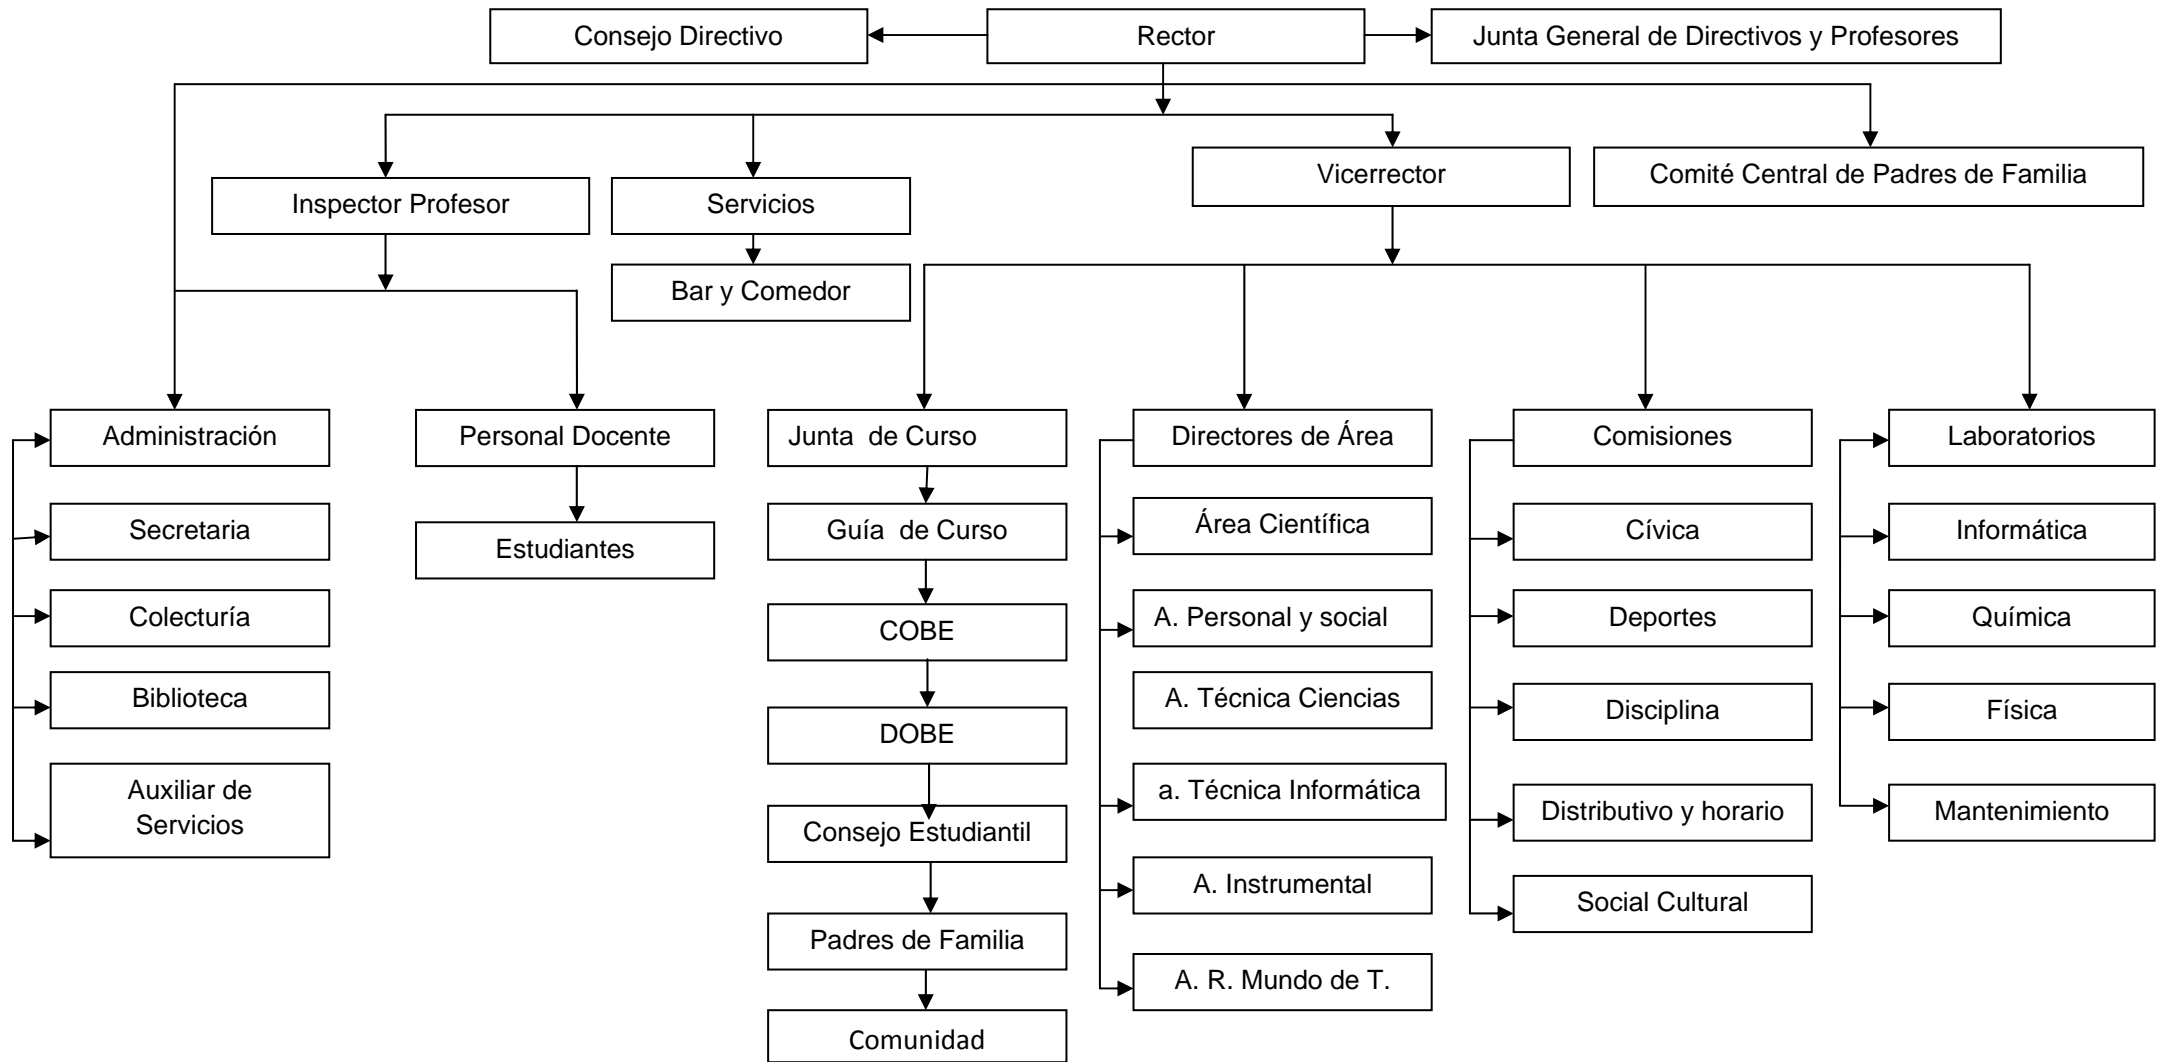 Consejo Directivo
Rector
Junta General de Directivos y Profesores
Vicerrector
Comité Central de Padres de Familia
Inspector Profesor
Servicios
Bar y Comedor
Administración
Personal Docente
Junta de Curso
Directores de Área
Comisiones
Laboratorios
Secretaria
Estudiantes
Guía de Curso
Área Científica
Cívica
Informática
Colecturía
COBE
A. Personal y social
Deportes
Química
Biblioteca
DOBE
A. Técnica Ciencias
Disciplina
Física
Auxiliar de
Servicios
Consejo Estudiantil
a. Técnica Informática
Distributivo y horario
Mantenimiento
Padres de Familia
A. Instrumental
Social Cultural
Comunidad
A. R. Mundo de T.